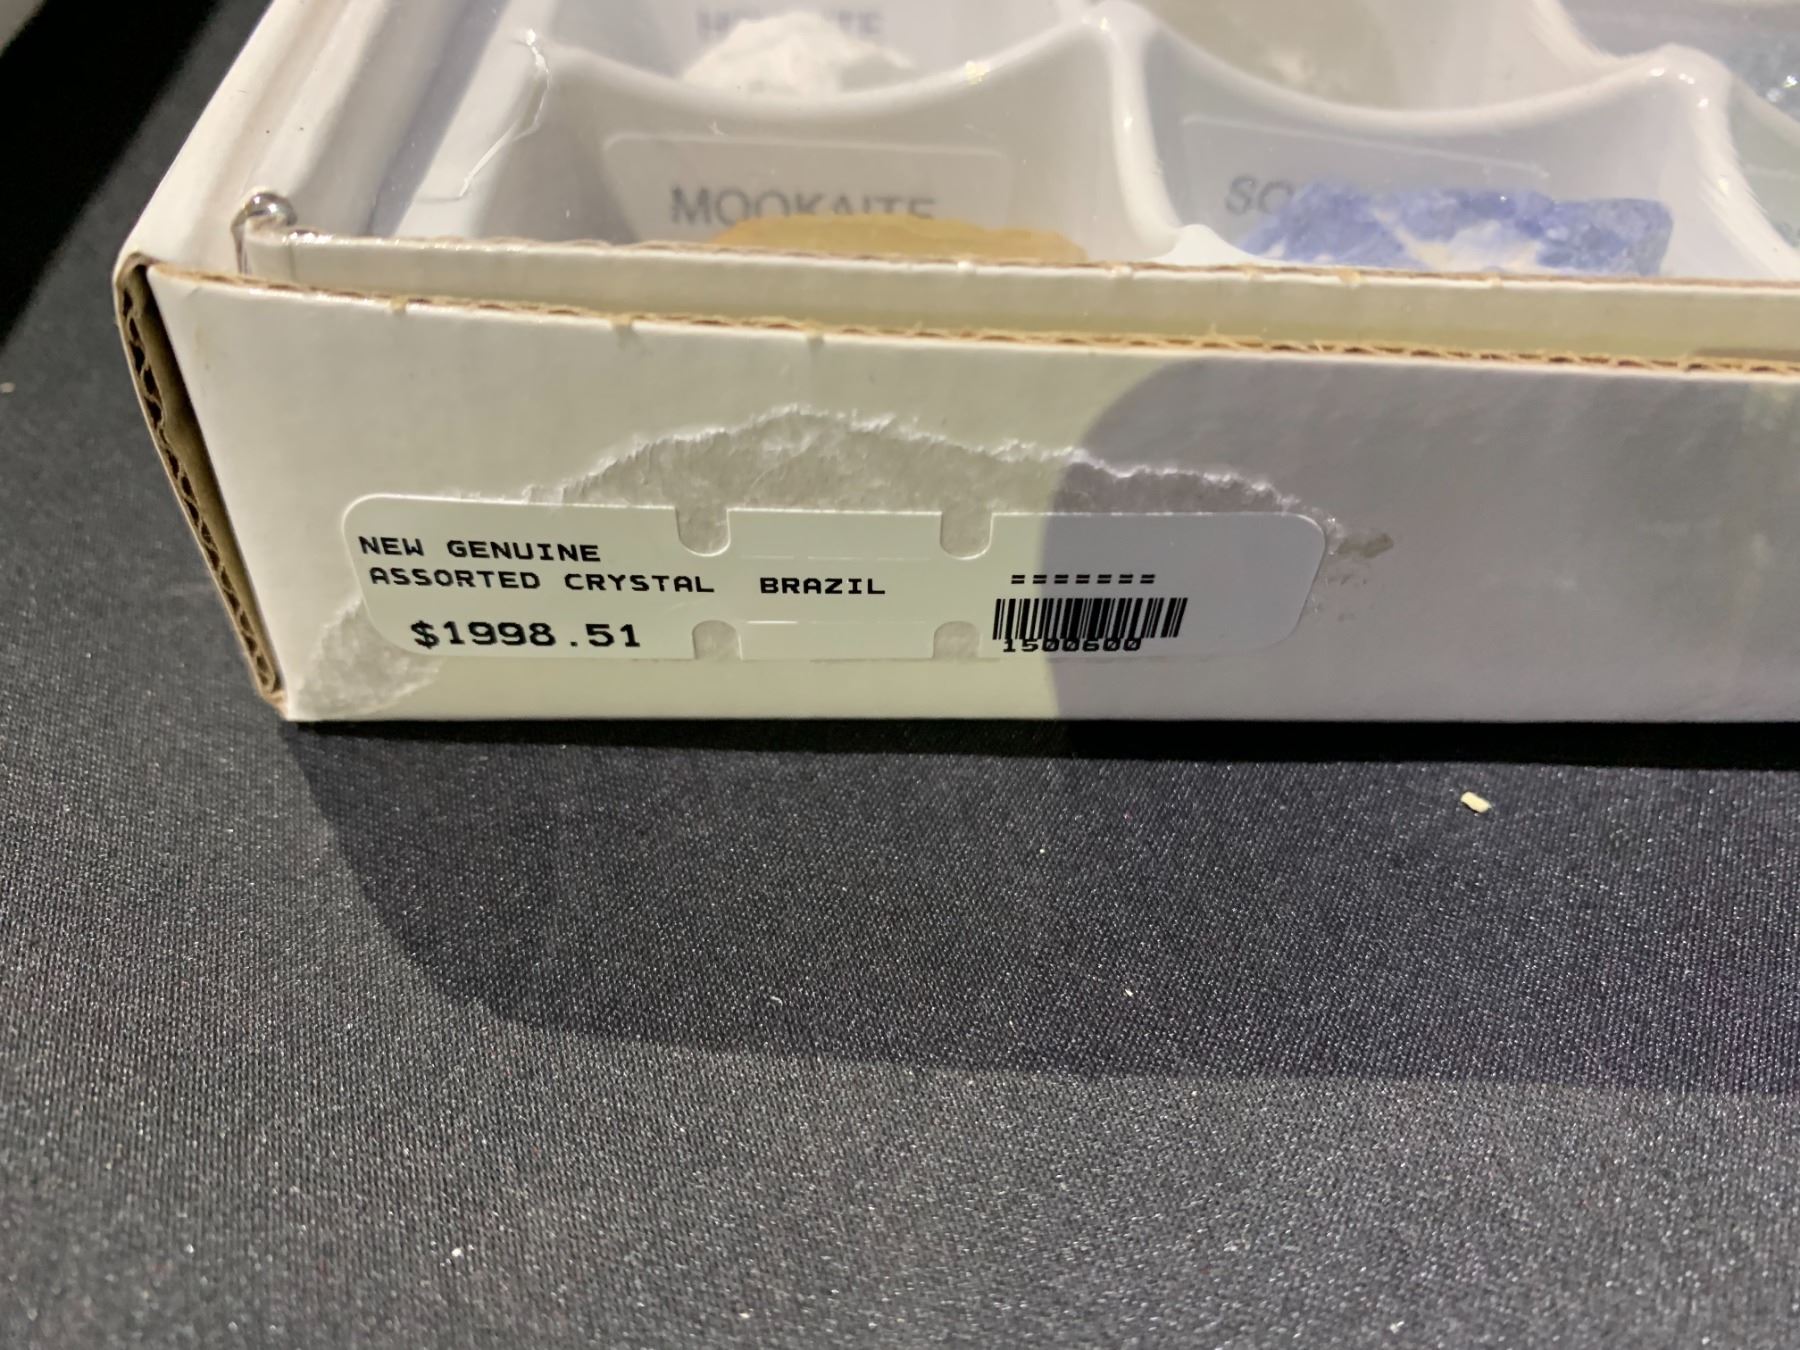 MOOKAITE
NEW GENUINE
ASSORTED CRYSTAL BRAZIL
=======
$1998.51
1500600